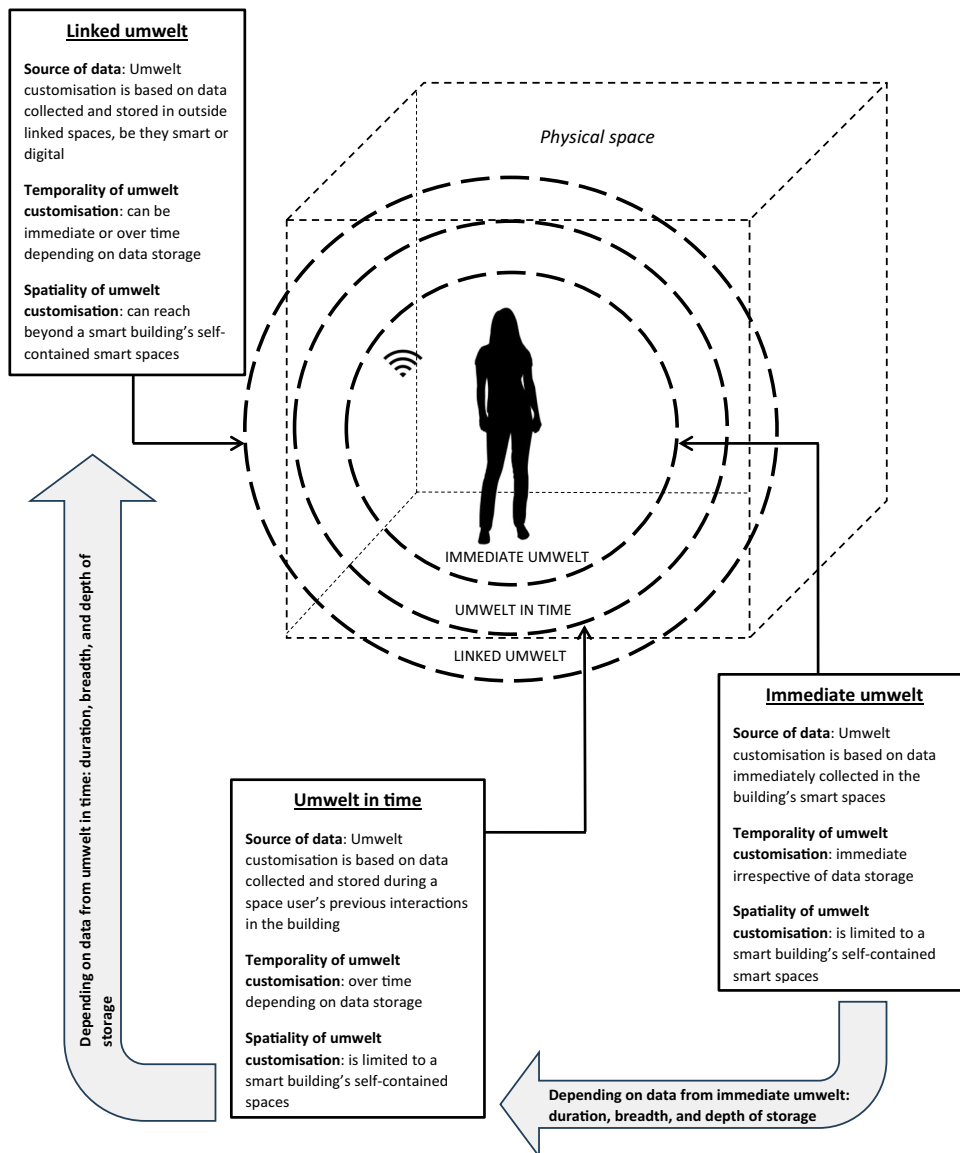 Linked umwelt
Source of data: Umwelt
customisation is based on data
collected and stored in outside
linked spaces, be they smart or
digital
Temporality of umwelt
customisation: can be
immediate or over time
depending on data storage
Spatiality of umwelt
customisation: can reach
beyond a smart building’s self-
contained smart spaces
Physical space
IMMEDIATE UMWELT
UMWELT IN TIME
LINKED UMWELT
Immediate umwelt
Source of data: Umwelt
customisation is based on data
immediately collected in the
building’s smart spaces
Temporality of umwelt
customisation: immediate
irrespective of data storage
Spatiality of umwelt
customisation: is limited to a
smart building’s self-contained
smart spaces
Depending on data from immediate umwelt:
duration, breadth, and depth of storage
Umwelt in time
Source of data: Umwelt
customisation is based on data
collected and stored during a
space user’s previous interactions
in the building
Temporality of umwelt
customisation: over time
depending on data storage
Spatiality of umwelt
customisation: is limited to a
smart building’s self-contained
spaces
Depending on data from umwelt in time: duration, breadth, and depth of
storage